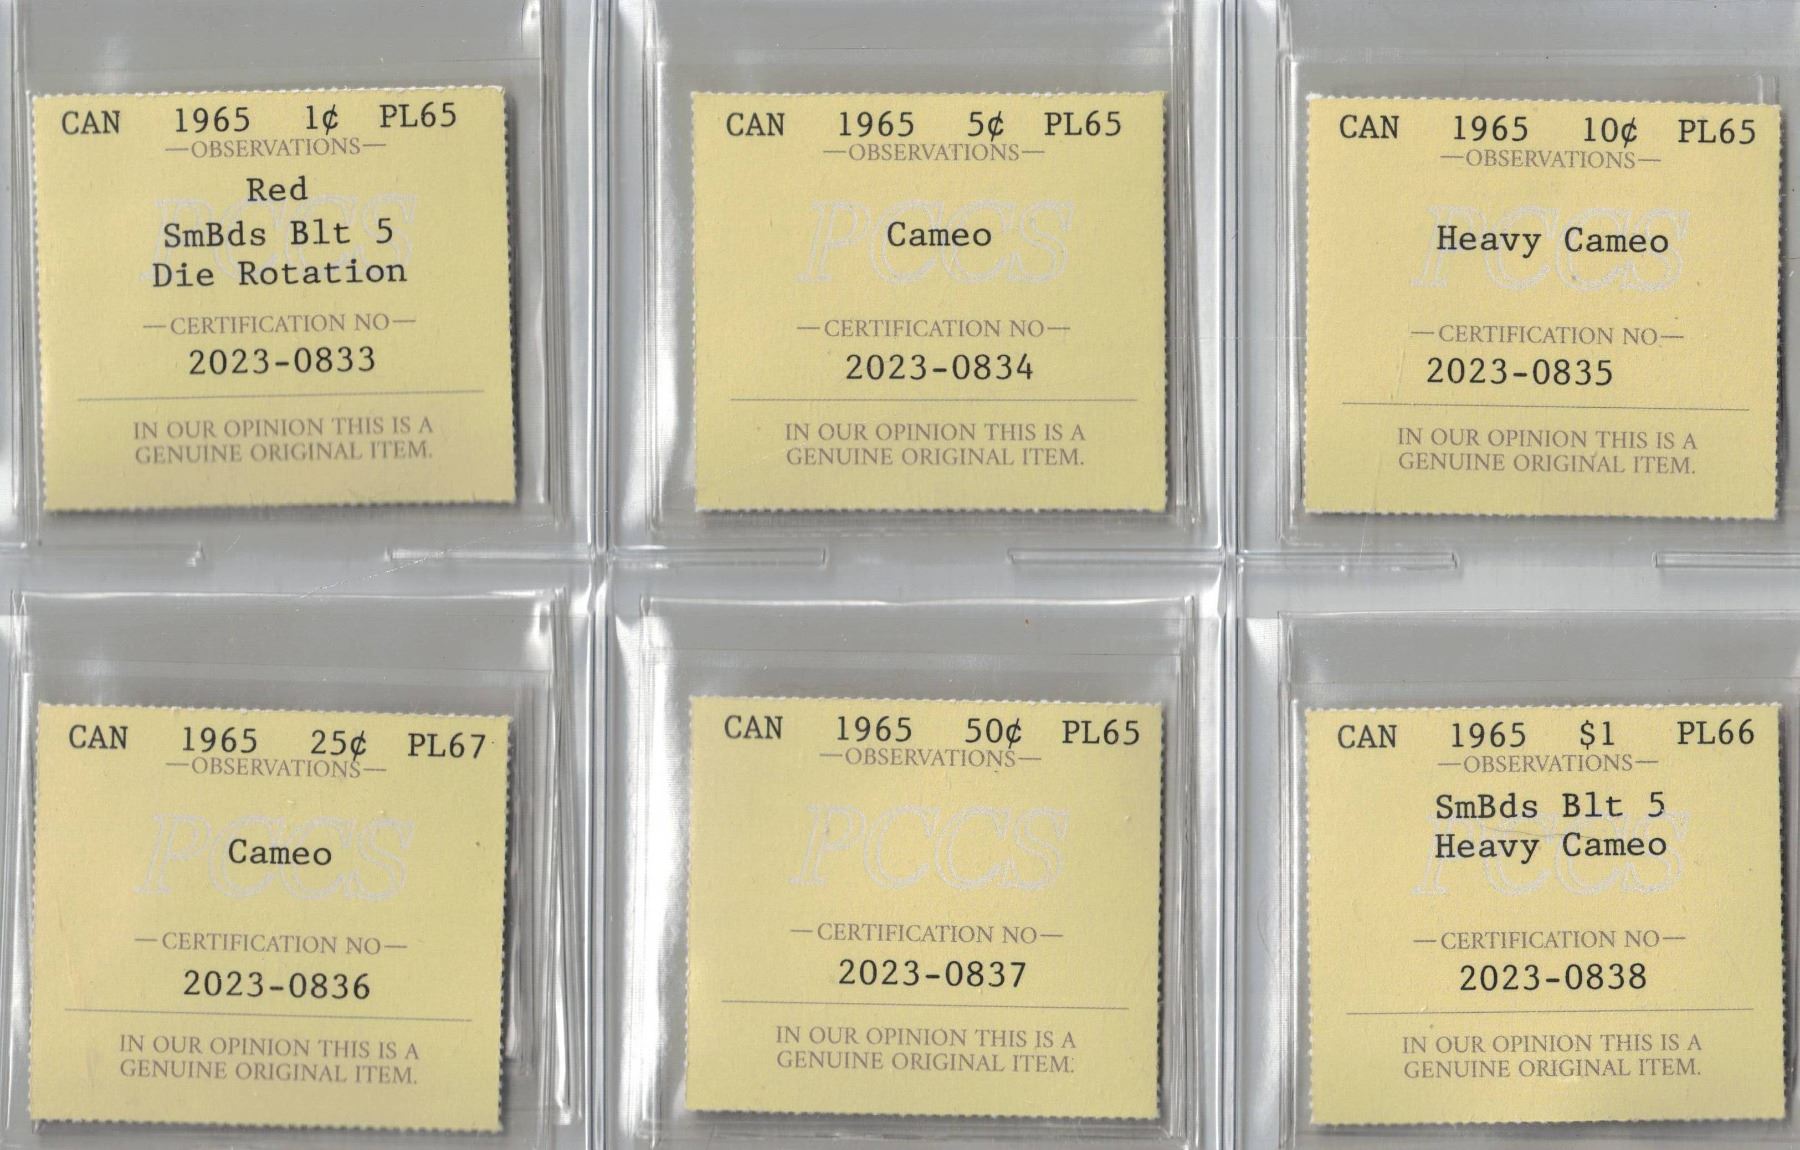 CAN 1965 1¢ PL65
—OBSERVATIONS—
PCCS
Red
SmBds Blt 5
Die Rotation
—CERTIFICATION NO—
2023-0833
IN OUR OPINION THIS IS A
GENUINE ORIGINAL ITEM.
CAN 1965 5¢ PL65
—OBSERVATIONS—
PCCS
Cameo
—CERTIFICATION NO—
2023-0834
IN OUR OPINION THIS IS A
GENUINE ORIGINAL ITEM.
CAN 1965 10¢ PL65
—OBSERVATIONS—
PCCS
Heavy Cameo
—CERTIFICATION NO—
2023-0835
IN OUR OPINION THIS IS A
GENUINE ORIGINAL ITEM.
CAN 1965 25¢ PL67
—OBSERVATIONS—
PCCS
Cameo
—CERTIFICATION NO—
2023-0836
IN OUR OPINION THIS IS A
GENUINE ORIGINAL ITEM.
CAN 1965 50¢ PL65
—OBSERVATIONS—
PCCS
—CERTIFICATION NO—
2023-0837
IN OUR OPINION THIS IS A
GENUINE ORIGINAL ITEM.
CAN 1965 $1 PL66
—OBSERVATIONS—
PCCS
SmBds Blt 5
Heavy Cameo
—CERTIFICATION NO—
2023-0838
IN OUR OPINION THIS IS A
GENUINE ORIGINAL ITEM.